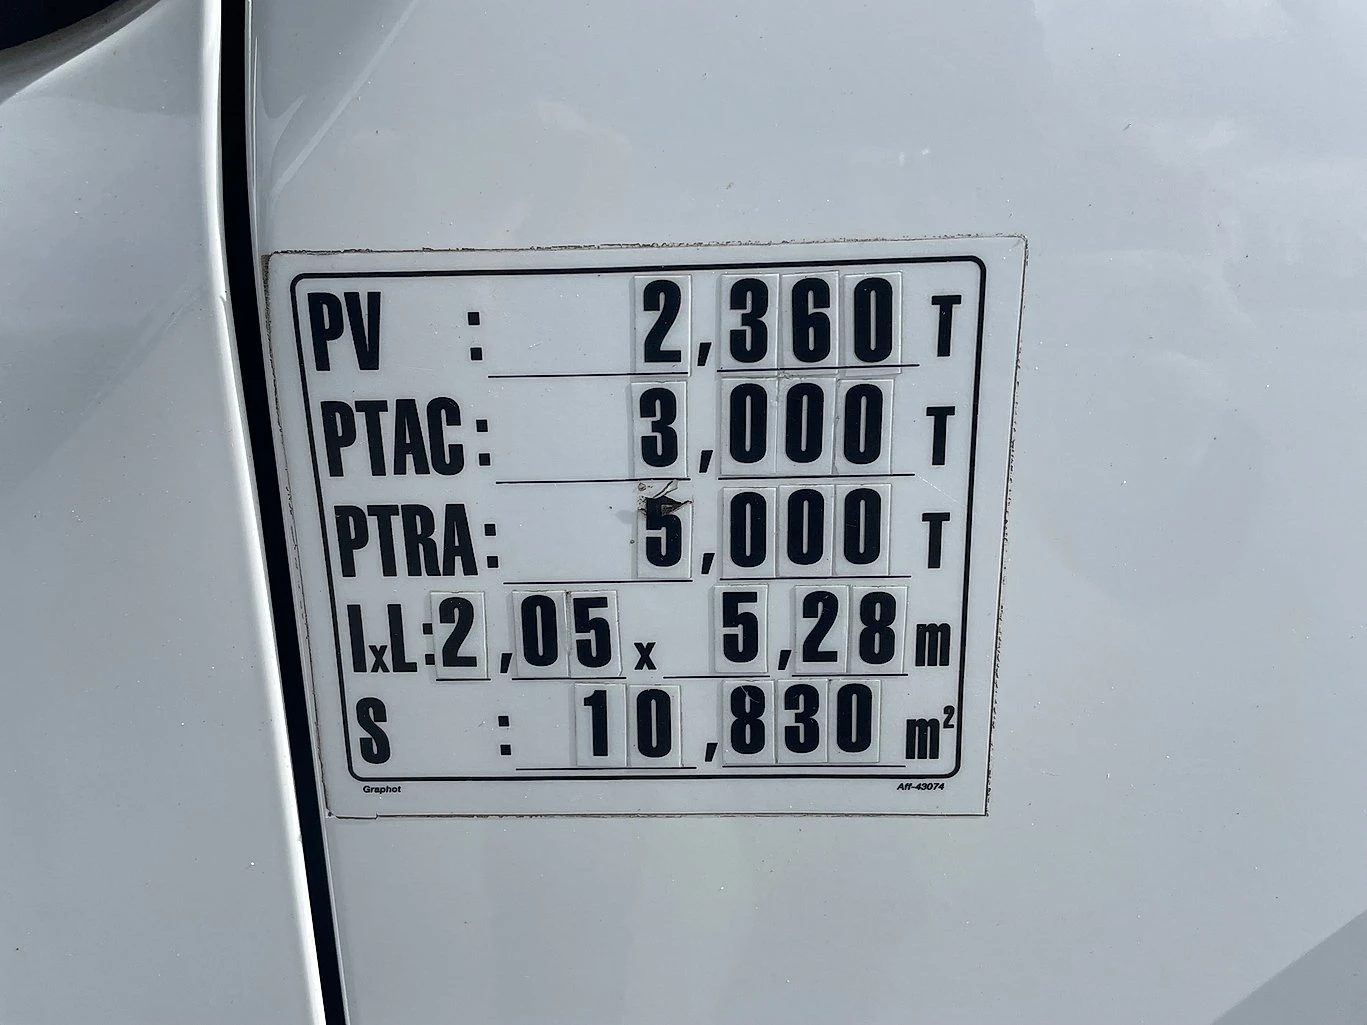 PV : 2,360 T
PTAC: 3,000 T
PTRA: 5,000 T
lxL: 2,05 x 5,28 m
S : 10,830 m²
Graphot Aff-43074